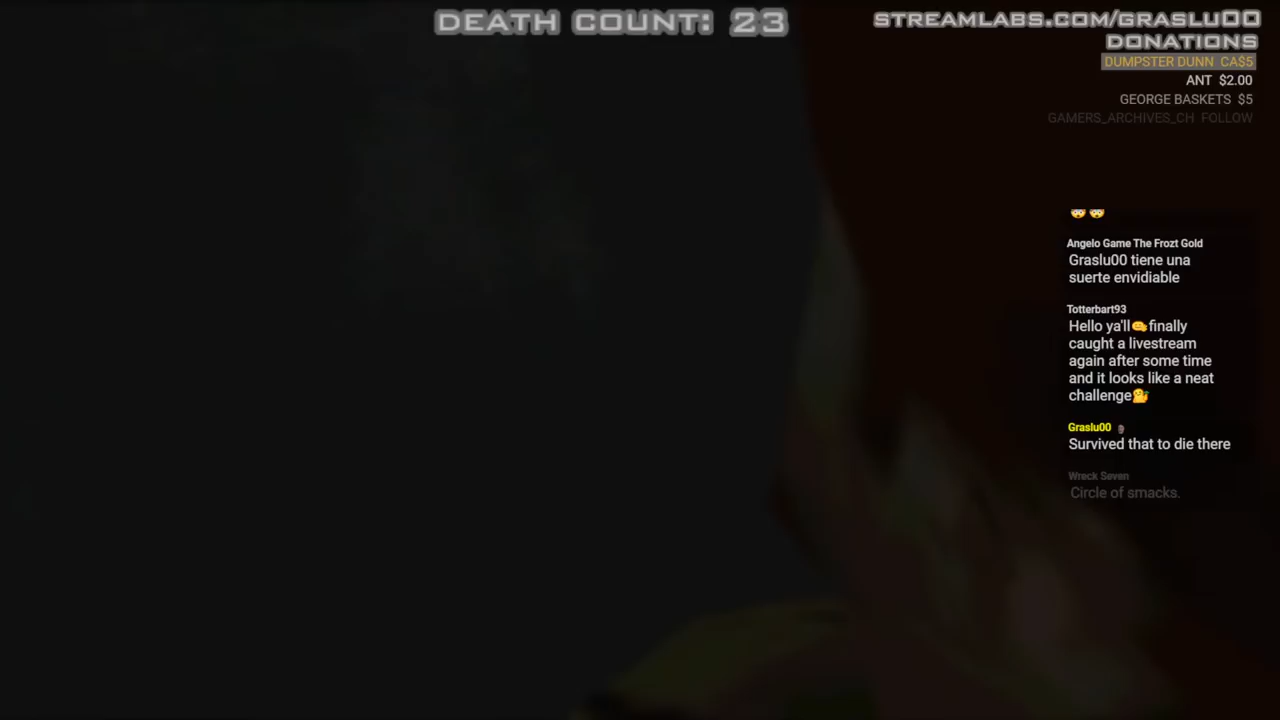 DEATH COUNT: 23
STREAMLABS.COM/GRASLU00
DONATIONS
DUMPSTER DUNN CA$5
ANT $2.00
GEORGE BASKETS $5
GAMERS_ARCHIVES_CH FOLLOW
Angelo Game The Frozt Gold
Graslu00 tiene una
suerte envidiable
Totterbart93
Hello ya'll finally
caught a livestream
again after some time
and it looks like a neat
challenge
Graslu00
Survived that to die there
Wreck Seven
Circle of smacks.